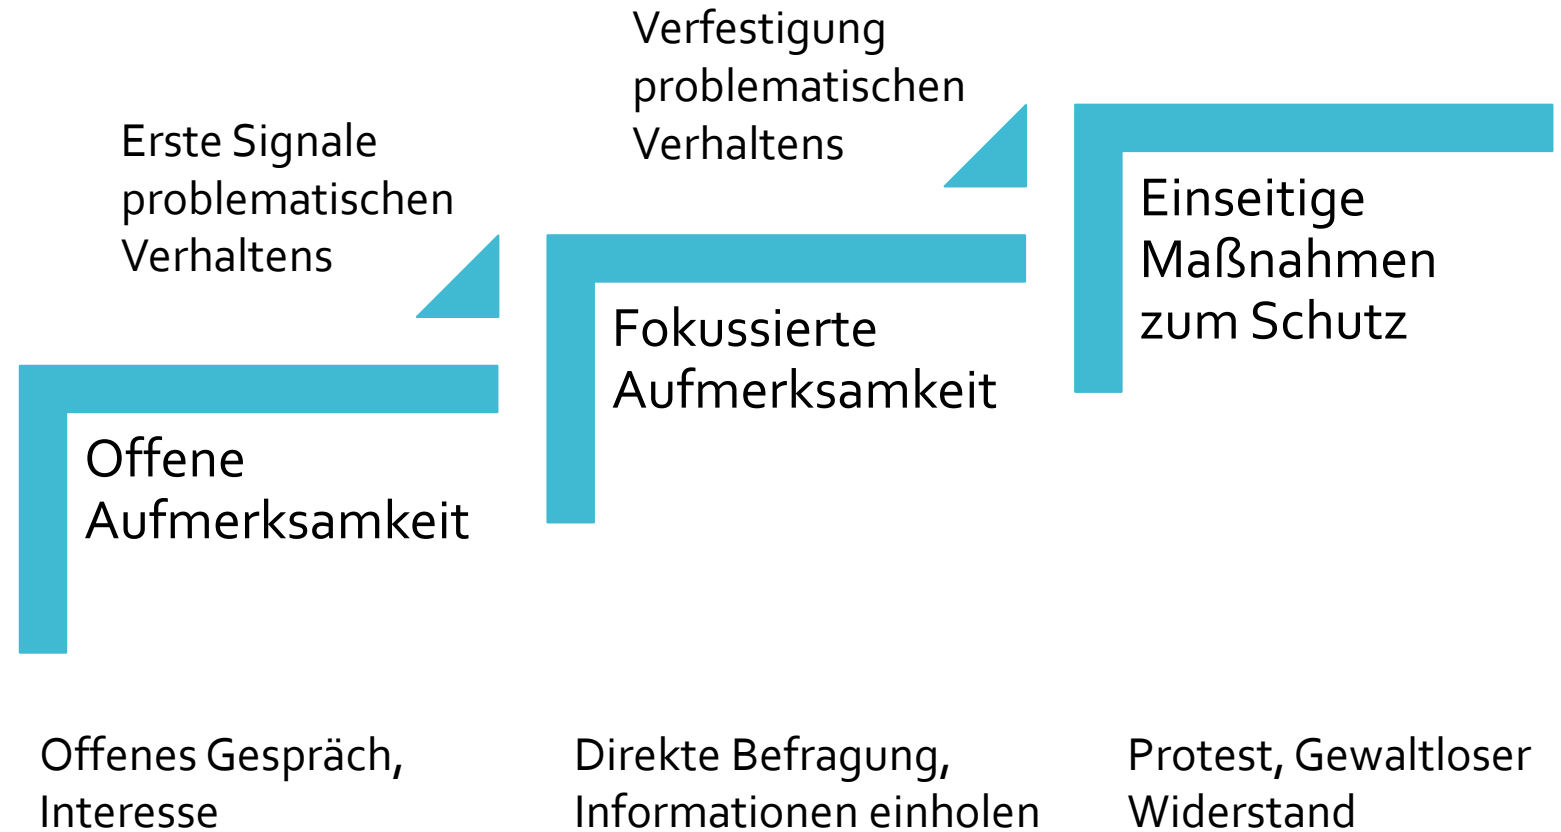 Verfestigung
problematischen
Verhaltens
Erste Signale
problematischen
Verhaltens
Einseitige
Maßnahmen
zum Schutz
Fokussierte
Aufmerksamkeit
Offene
Aufmerksamkeit
Offenes Gespräch,
Interesse
Direkte Befragung,
Informationen einholen
Protest, Gewaltloser
Widerstand